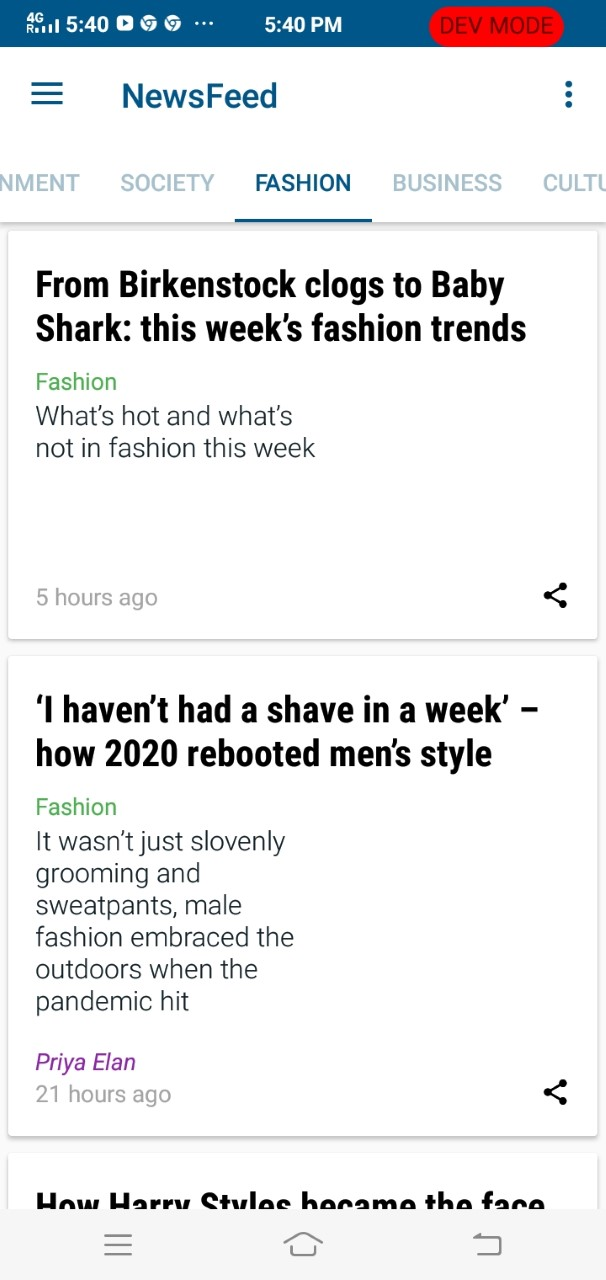 4G
R 5:40 ... 5:40 PM DEV MODE
NewsFeed
NMENT SOCIETY FASHION BUSINESS CULTU
From Birkenstock clogs to Baby
Shark: this week’s fashion trends
Fashion
What’s hot and what’s
not in fashion this week
5 hours ago
‘I haven’t had a shave in a week’ –
how 2020 rebooted men’s style
Fashion
It wasn’t just slovenly
grooming and
sweatpants, male
fashion embraced the
outdoors when the
pandemic hit
Priya Elan
21 hours ago
How Harry Styles became the face